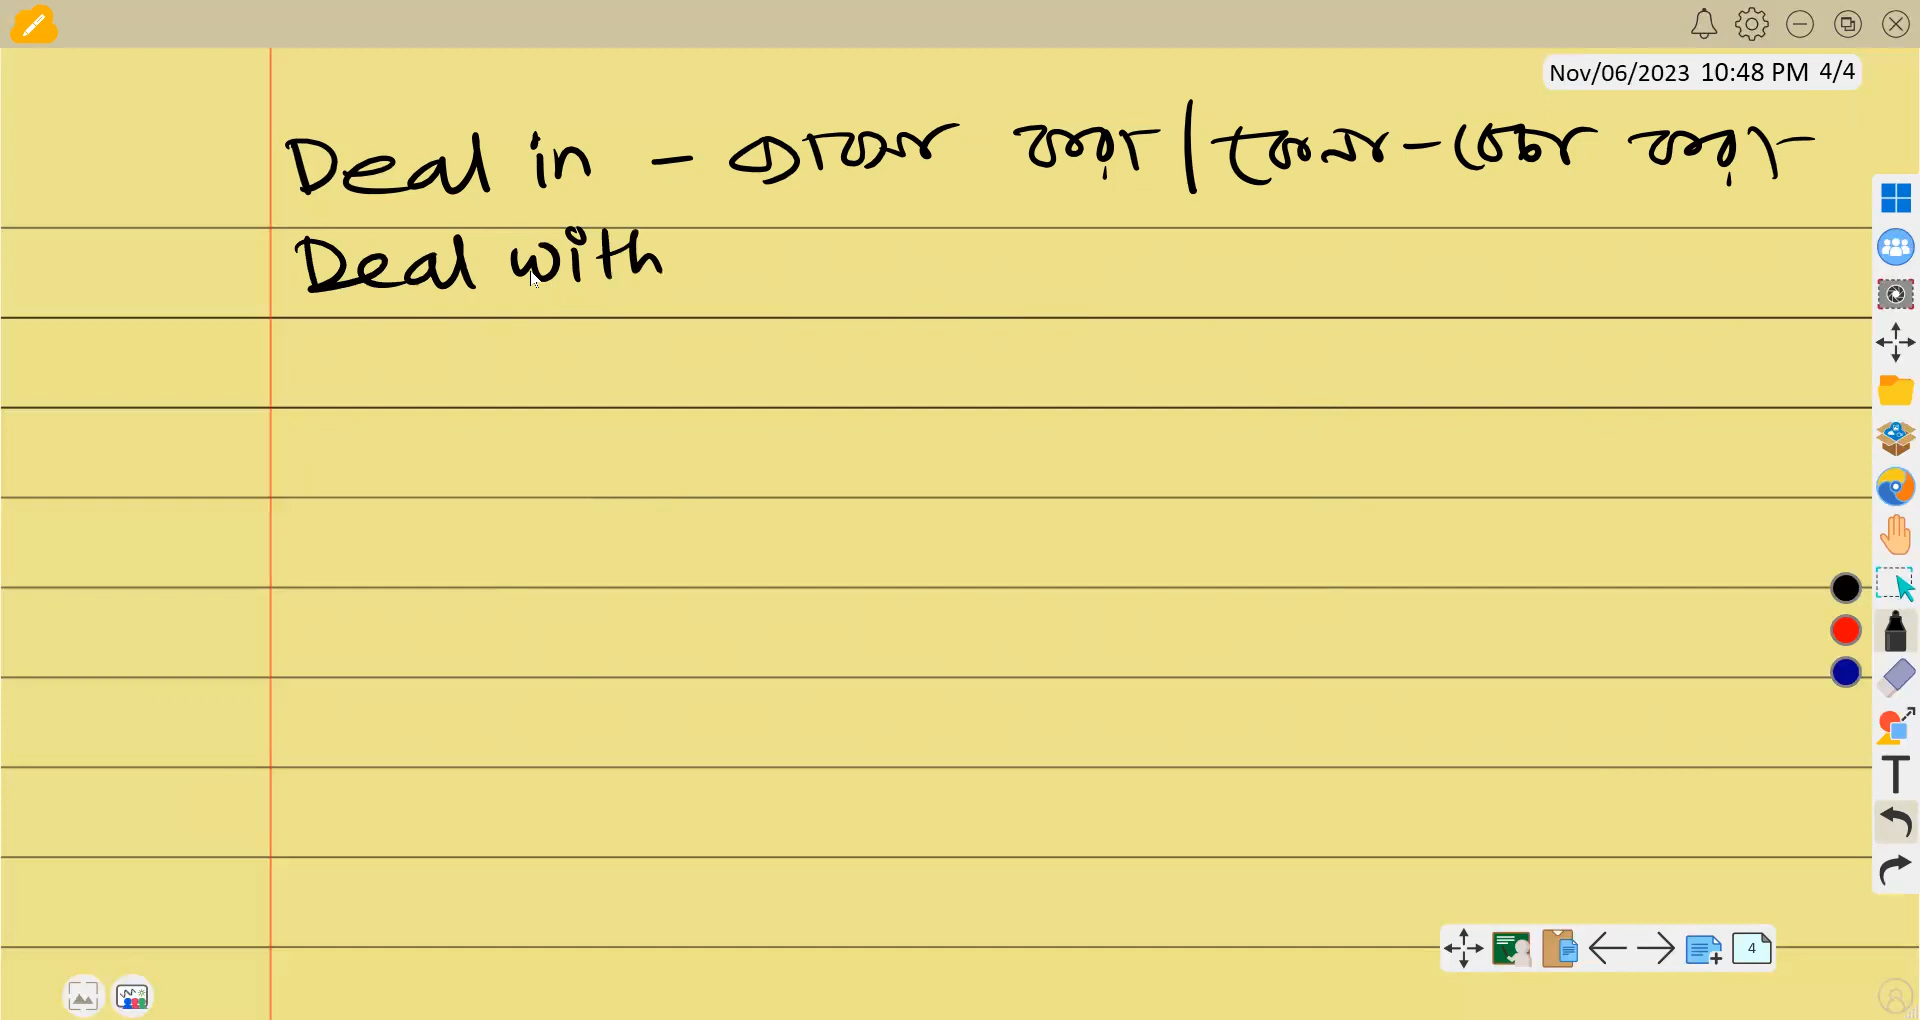 Nov/06/2023 10:48 PM 4/4
Deal in - ব্যবসা করা | লেন-দেন করা
Deal with
4